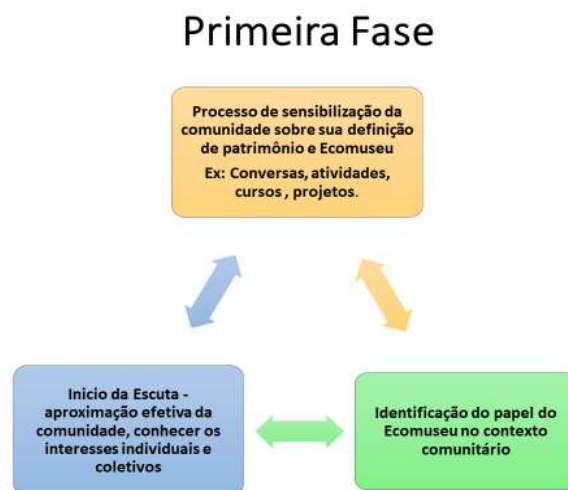 Primeira Fase
Processo de sensibilização da
comunidade sobre sua definição
de patrimônio e Ecomuseu
Ex: Conversas, atividades,
cursos , projetos.
Inicio da Escuta -
aproximação efetiva da
comunidade, conhecer os
interesses individuais e
coletivos
Identificação do papel do
Ecomuseu no contexto
comunitário